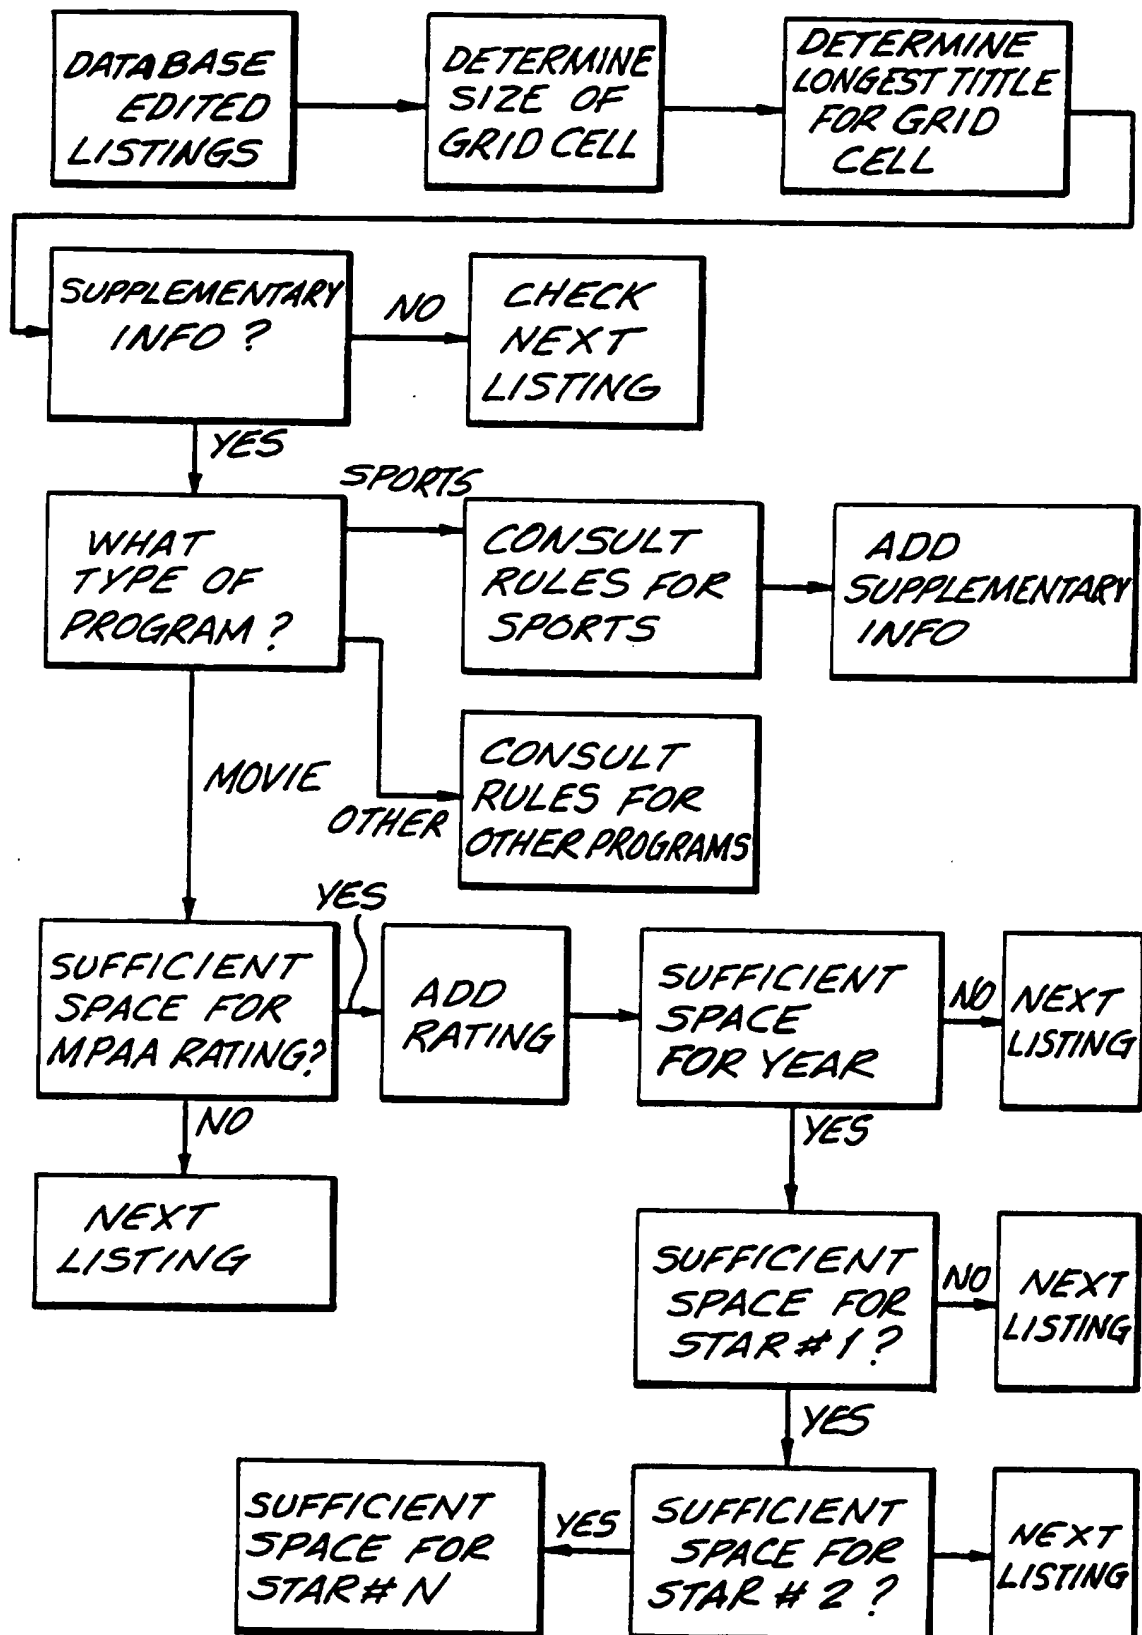 DATABASE
EDITED
LISTINGS
DETERMINE
SIZE OF
GRID CELL
DETERMINE
LONGEST TITTLE
FOR GRID
CELL
SUPPLEMENTARY
INFO?
NO
CHECK
NEXT
LISTING
YES
WHAT
TYPE OF
PROGRAM?
SPORTS
CONSULT
RULES FOR
SPORTS
ADD
SUPPLEMENTARY
INFO
OTHER
CONSULT
RULES FOR
OTHER PROGRAMS
MOVIE
SUFFICIENT
SPACE FOR
MPAA RATING?
YES
ADD
RATING
SUFFICIENT
SPACE
FOR YEAR
NO
NEXT
LISTING
NO
NEXT
LISTING
YES
SUFFICIENT
SPACE FOR
STAR #1?
NO
NEXT
LISTING
YES
SUFFICIENT
SPACE FOR
STAR #2?
NEXT
LISTING
YES
SUFFICIENT
SPACE FOR
STAR # N